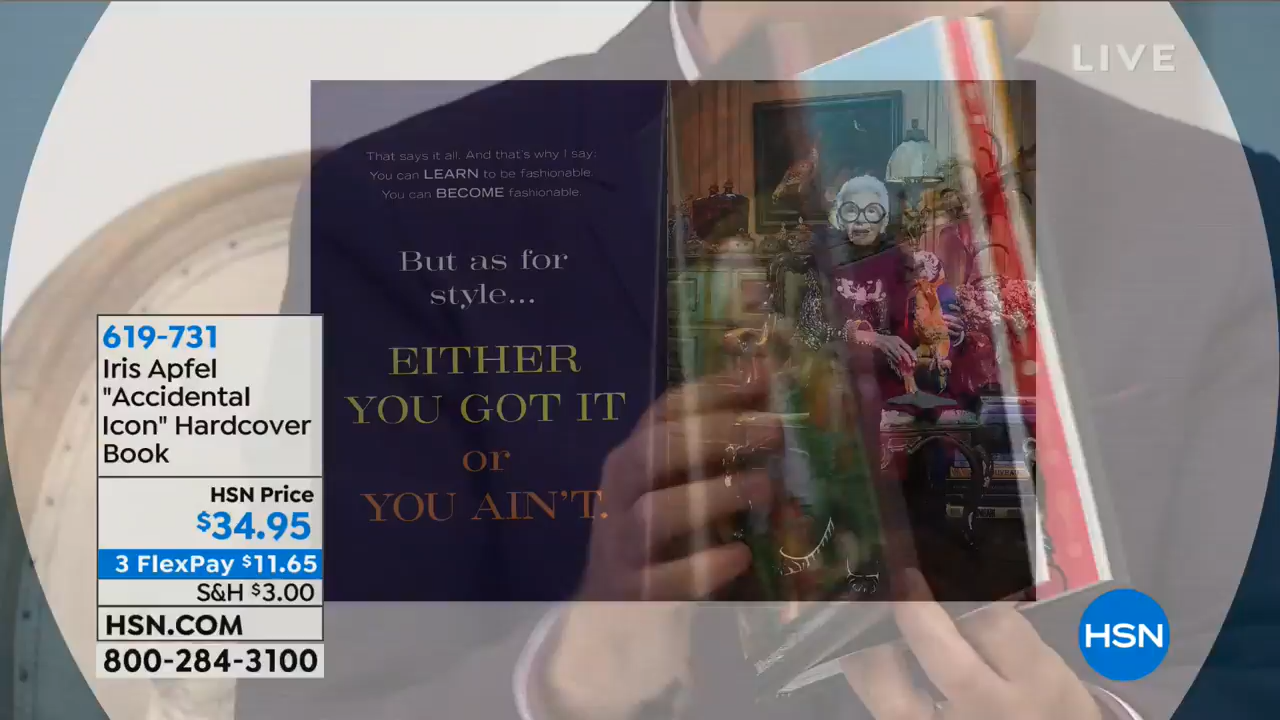 LIVE
That says it all. And that's why I say:
You can LEARN to be fashionable.
You can BECOME fashionable.
But as for
style...
EITHER
YOU GOT IT
or
YOU AIN'T.
619-731
Iris Apfel
"Accidental
Icon" Hardcover
Book
HSN Price
$34.95
3 FlexPay $11.65
S&H $3.00
HSN.COM
800-284-3100
HSN